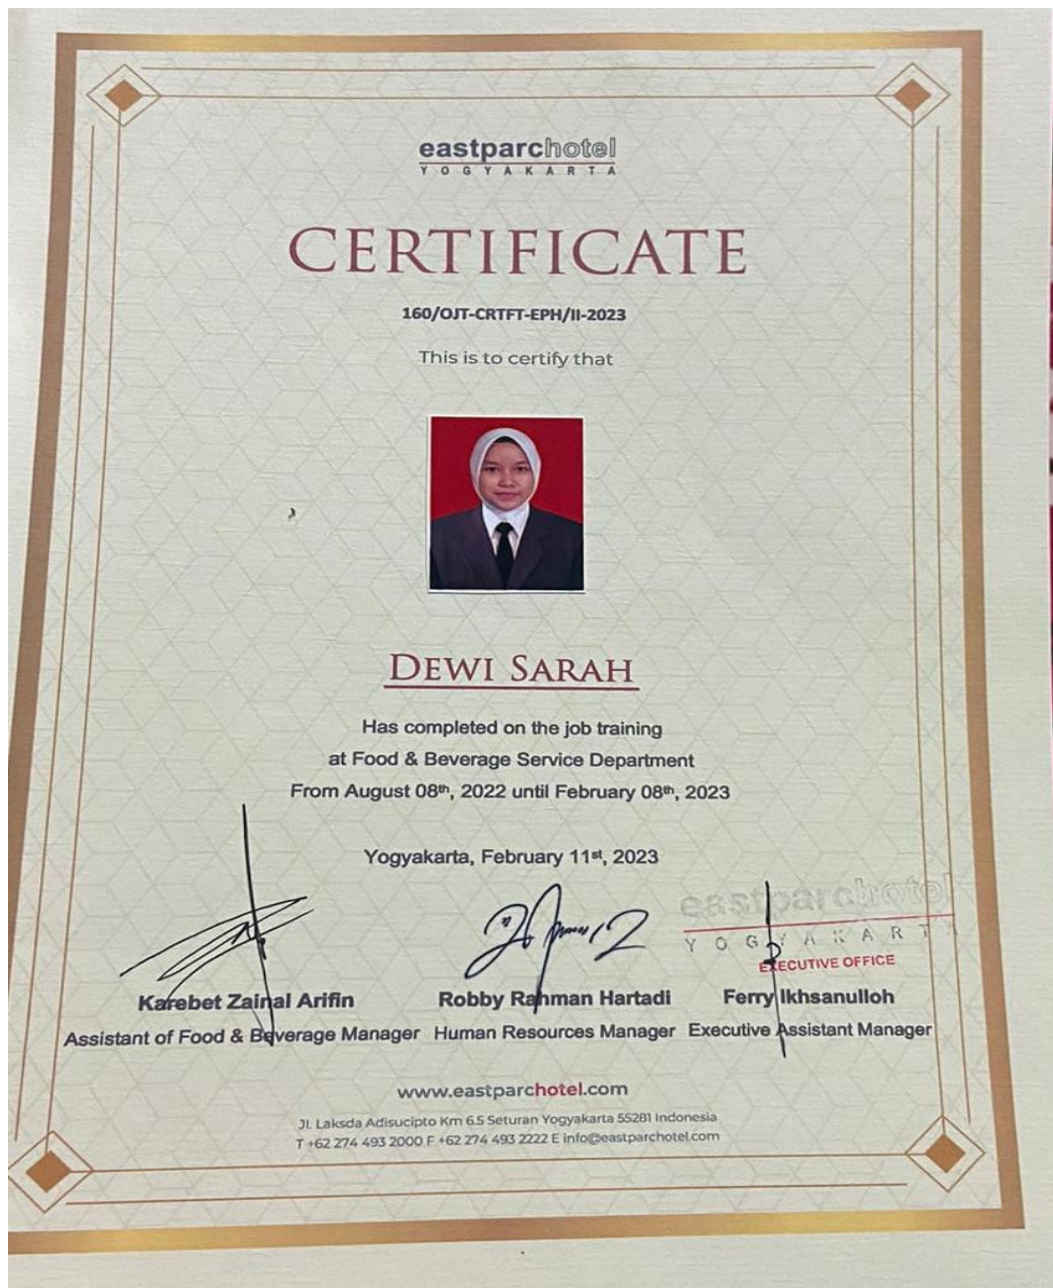 eastparchotel
YOGYAKARTA
CERTIFICATE
160/OJT-CRTFT-EPH/II-2023
This is to certify that
DEWI SARAH
Has completed on the job training
at Food & Beverage Service Department
From August 08th, 2022 until February 08th, 2023
Yogyakarta, February 11st, 2023
eastparchotel
YOGYAKARTA
EXECUTIVE OFFICE
Karebet Zainal Arifin
Robby Rahman Hartadi
Ferry Ikhsanulloh
Assistant of Food & Beverage Manager
Human Resources Manager
Executive Assistant Manager
www.eastparchotel.com
Jl. Laksda Adisucipto Km 6.5 Seturan Yogyakarta 55281 Indonesia
T +62 274 493 2000 F +62 274 493 2222 E info@eastparchotel.com